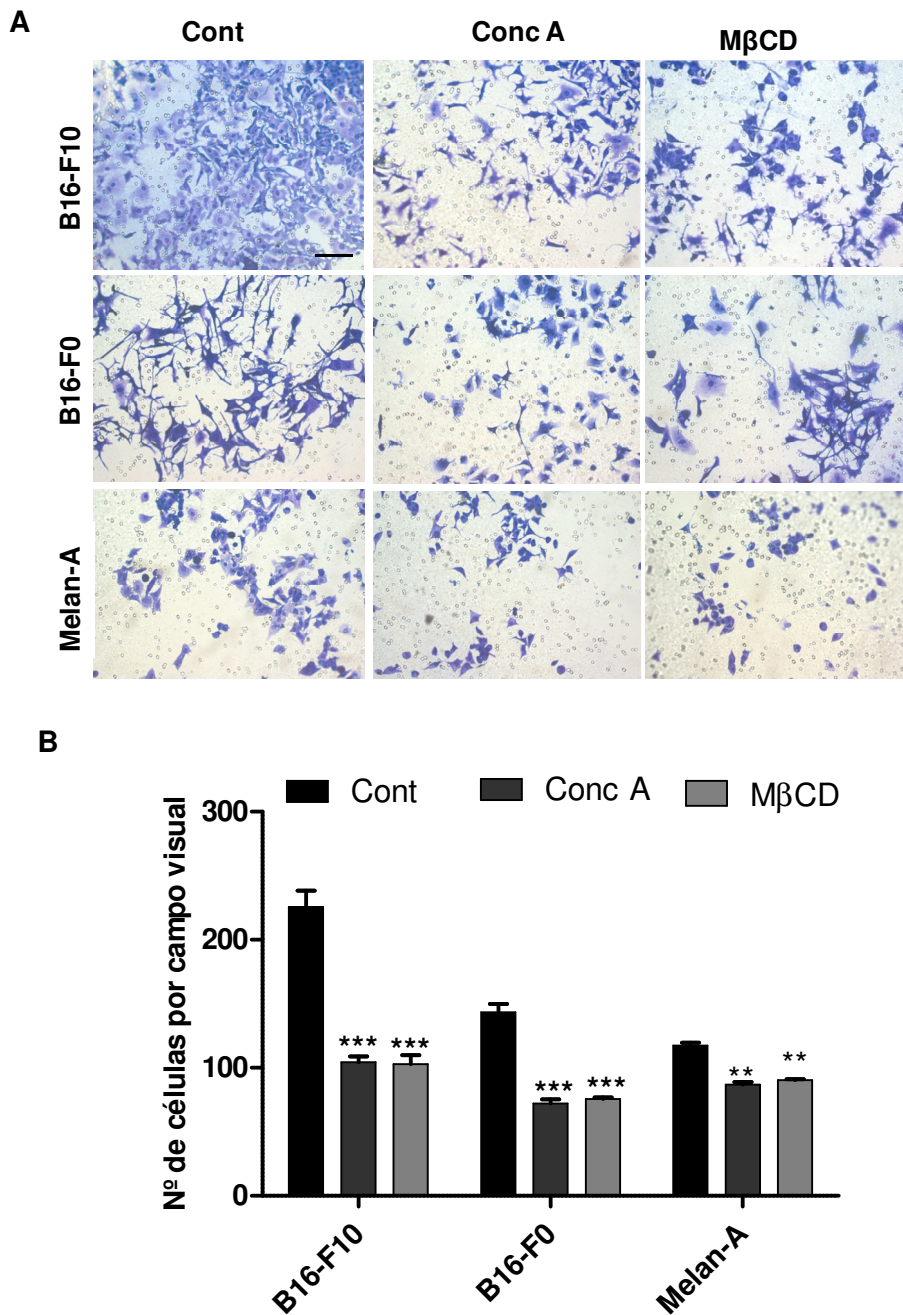 A
Cont
Conc A
MβCD
B16-F10
B16-F0
Melan-A
B
Cont
Conc A
MβCD
Nº de células por campo visual
300
200
100
0
***
***
***
***
**
**
B16-F10
B16-F0
Melan-A